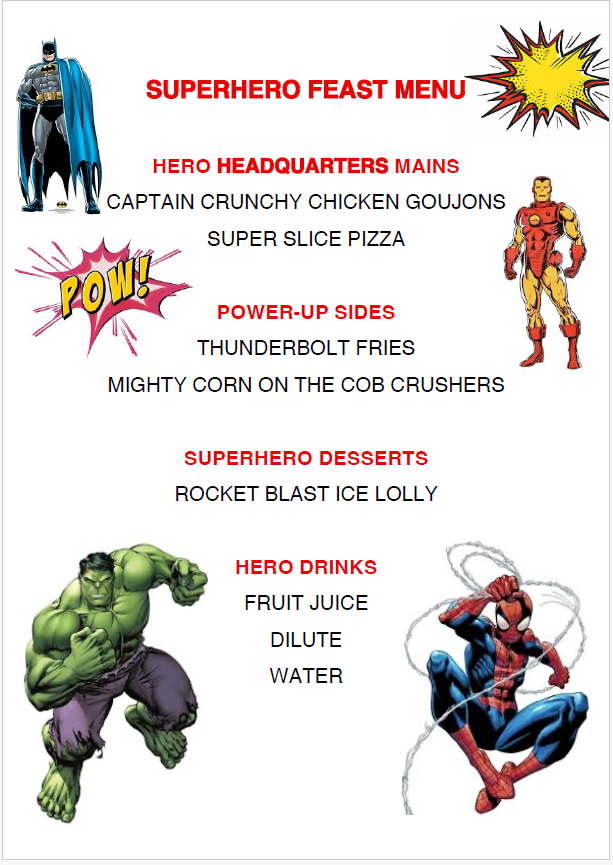 SUPERHERO FEAST MENU
HERO HEADQUARTERS MAINS
CAPTAIN CRUNCHY CHICKEN GOUJONS
SUPER SLICE PIZZA
POW!
POWER-UP SIDES
THUNDERBOLT FRIES
MIGHTY CORN ON THE COB CRUSHERS
SUPERHERO DESSERTS
ROCKET BLAST ICE LOLLY
HERO DRINKS
FRUIT JUICE
DILUTE
WATER